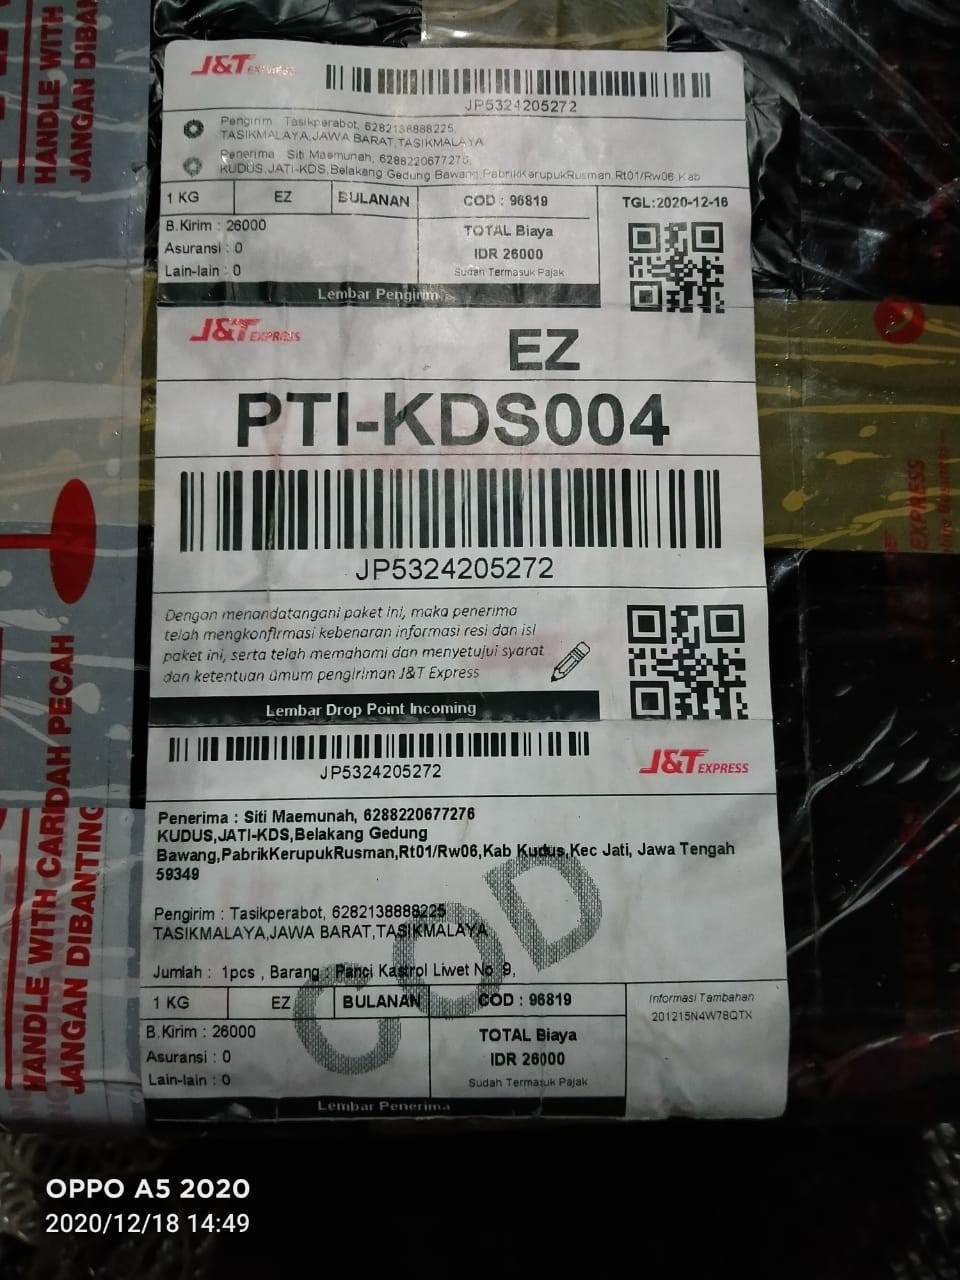 HANDLE WITH
JANGAN DIBAN
J&T EXPRESS
JP5324205272
Pengirim : Tasikperabot, 6282138888225,
TASIKMALAYA,JAWA BARAT,TASIKMALAYA
Penerima : Siti Maemunah, 6288220677276,
KUDUS,JATI-KDS,Belakang Gedung Bawang,PabrikKerupukRusman,Rt01/Rw06,Kab
1 KG EZ BULANAN COD : 96819 TGL:2020-12-16
B.Kirim : 26000
Asuransi : 0
Lain-lain : 0
TOTAL Biaya
IDR 26000
Sudah Termasuk Pajak
Lembar Pengirim
J&T EXPRESS
EZ
PTI-KDS004
JP5324205272
Dengan menandatangani paket ini, maka penerima
telah mengkonfirmasi kebenaran informasi resi dan isi
paket ini, serta telah memahami dan menyetujui syarat
dan ketentuan umum pengiriman J&T Express
Lembar Drop Point Incoming
JP5324205272
J&T EXPRESS
Penerima : Siti Maemunah, 6288220677276
KUDUS,JATI-KDS,Belakang Gedung
Bawang,PabrikKerupukRusman,Rt01/Rw06,Kab Kudus,Kec Jati, Jawa Tengah
59349
Pengirim : Tasikperabot, 6282138888225
TASIKMALAYA,JAWA BARAT,TASIKMALAYA
Jumlah : 1pcs , Barang : Panci Kastrol Liwet No 9,
COD
1 KG EZ BULANAN COD : 96819
B.Kirim : 26000
Asuransi : 0
Lain-lain : 0
TOTAL Biaya
IDR 26000
Sudah Termasuk Pajak
Informasi Tambahan
201215N4W78QTX
Lembar Penerima
HANDLE WITH CARE
JANGAN DIBANTING
MUDAH PECAH
EXPRESS
OPPO A5 2020
2020/12/18 14:49